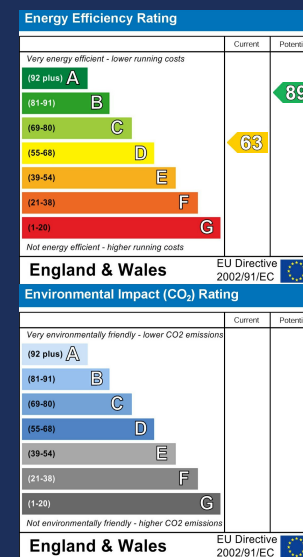 Energy Efficiency Rating
Current Potenti
Very energy efficient - lower running costs
(92 plus) A
(81-91) B
(69-80) C
(55-68) D
(39-54) E
(21-38) F
(1-20) G
63
89
Not energy efficient - higher running costs
England & Wales
EU Directive
2002/91/EC
Environmental Impact (CO₂) Rating
Current Potenti
Very environmentally friendly - lower CO2 emissions
(92 plus) A
(81-91) B
(69-80) C
(55-68) D
(39-54) E
(21-38) F
(1-20) G
Not environmentally friendly - higher CO2 emissions
England & Wales
EU Directive
2002/91/EC